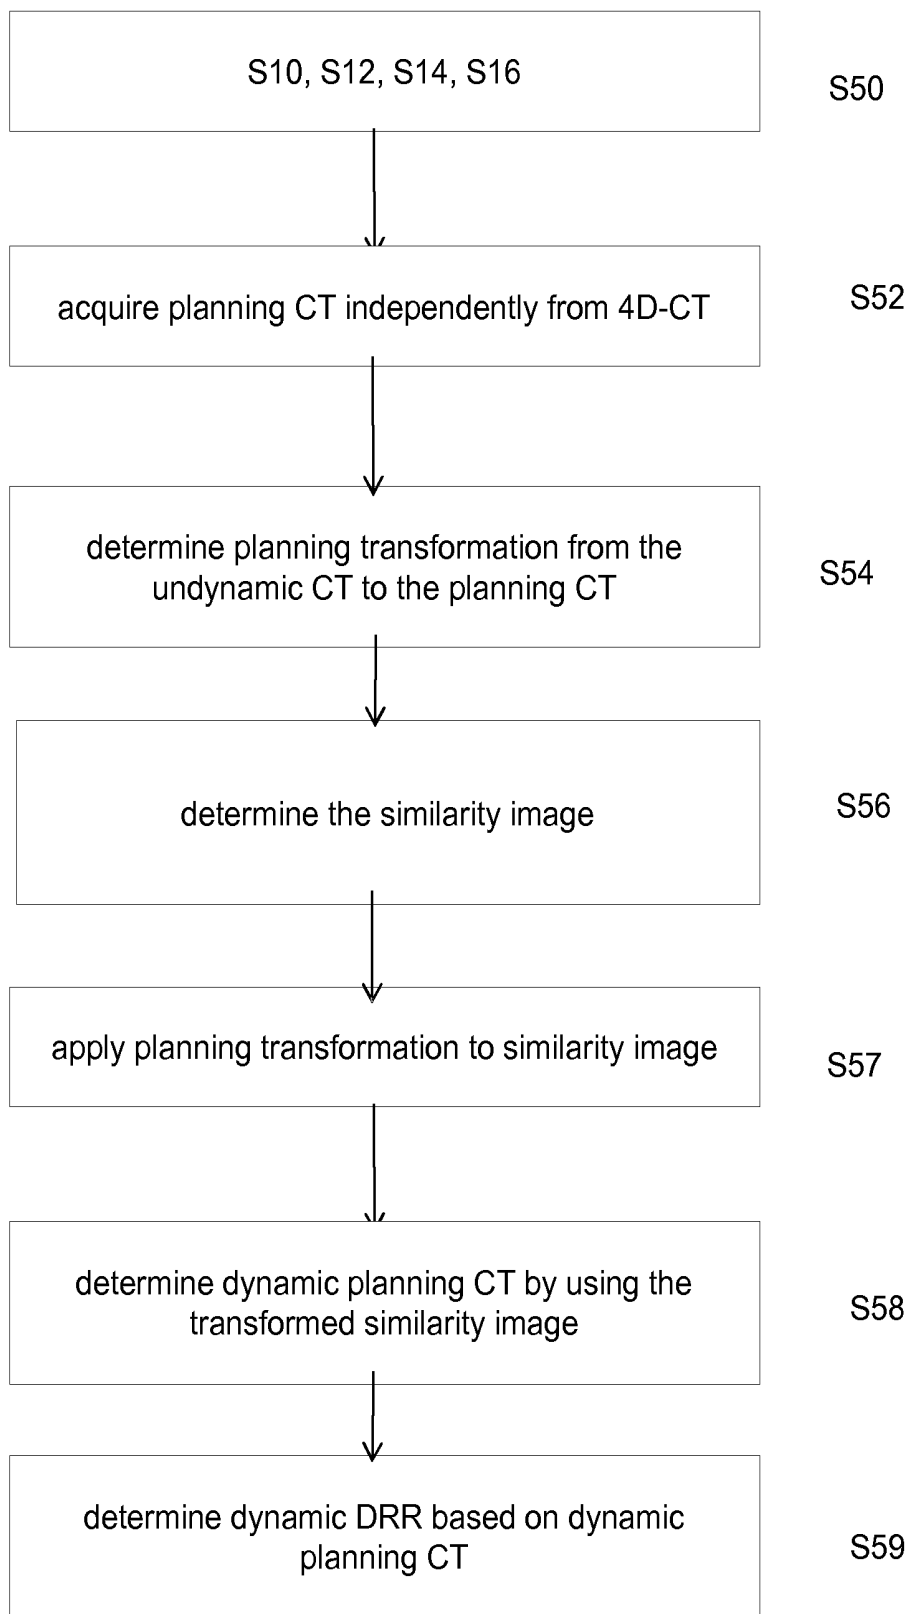 S10, S12, S14, S16
S50
acquire planning CT independently from 4D-CT
S52
determine planning transformation from the
undynamic CT to the planning CT
S54
determine the similarity image
S56
apply planning transformation to similarity image
S57
determine dynamic planning CT by using the
transformed similarity image
S58
determine dynamic DRR based on dynamic
planning CT
S59